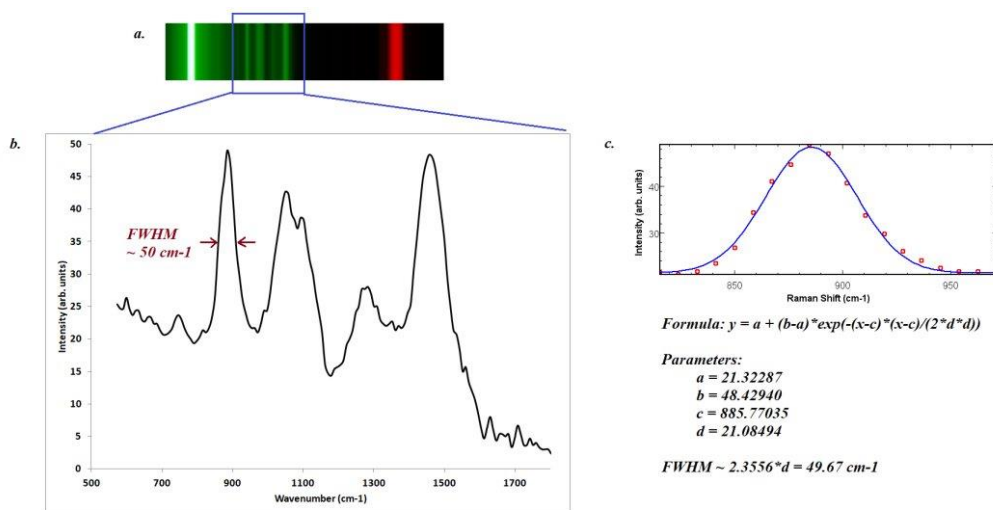 a.
b.
50
45
40
35
30
25
20
15
10
5
0
Intensity (arb. units)
FWHM
~ 50 cm-1
500
700
900
1100
1300
1500
1700
Wavenumber (cm-1)
c.
40
30
Intensity (arb. units)
850
900
950
Raman Shift (cm-1)
Formula: y = a + (b-a)*exp(-(x-c)*(x-c)/(2*d*d))
Parameters:
a = 21.32287
b = 48.42940
c = 885.77035
d = 21.08494
FWHM ~ 2.3556*d = 49.67 cm-1